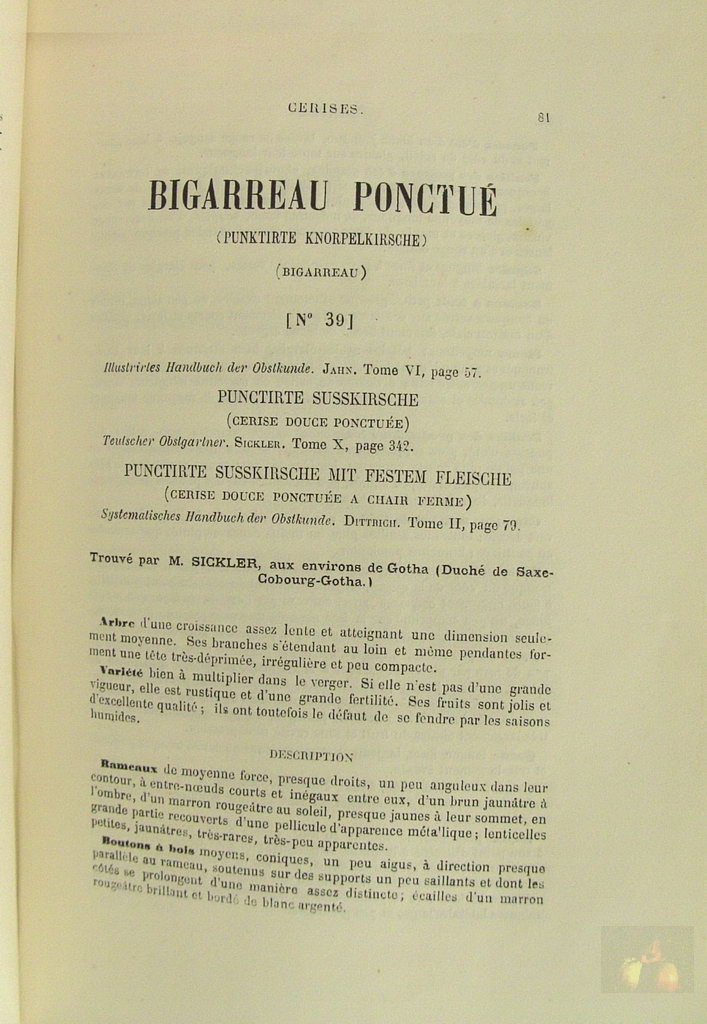 CERISES.
81
BIGARREAU PONCTUÉ
(PUNKTIRTE KNORPELKIRSCHE)
(BIGARREAU)
[Nº 39]
Illustrirtes Handbuch der Obstkunde. JAHN. Tome VI, page 57.
PUNCTIRTE SUSSKIRSCHE
(CERISE DOUCE PONCTUÉE)
Teutscher Obstgartner. SICKLER. Tome X, page 342.
PUNCTIRTE SUSSKIRSCHE MIT FESTEM FLEISCHE
(CERISE DOUCE PONCTUÉE A CHAIR FERME)
Systematisches Handbuch der Obstkunde. DITTRICH. Tome II, page 79.
Trouvé par M. SICKLER, aux environs de Gotha (Duché de Saxe-
Cobourg-Gotha.)
Arbre d'une croissance assez lente et atteignant une dimension seule-
ment moyenne. Ses branches s'étendant au loin et même pendantes for-
ment une tête très-déprimée, irrégulière et peu compacte.
Variété bien à multiplier dans le verger. Si elle n'est pas d'une grande
vigueur, elle est rustique et d'une grande fertilité. Ses fruits sont jolis et
d'excellente qualité; ils ont toutefois le défaut de se fendre par les saisons
humides.
DESCRIPTION
Rameaux de moyenne force, presque droits, un peu anguleux dans leur
contour, à entre-nœuds courts et inégaux entre eux, d'un brun jaunâtre à
l'ombre, d'un marron rougeâtre au soleil, presque jaunes à leur sommet, en
grande partie recouverts d'une pellicule d'apparence méta'lique; lenticelles
petites, jaunâtres, très-rares, très-peu apparentes.
Boutons à bois moyens, coniques, un peu aigus, à direction presque
parallèle au rameau, soutenus sur des supports un peu saillants et dont les
côtés se prolongent d'une manière assez distincte; écailles d'un marron
rougeâtre brillant et bordé de blanc argenté.